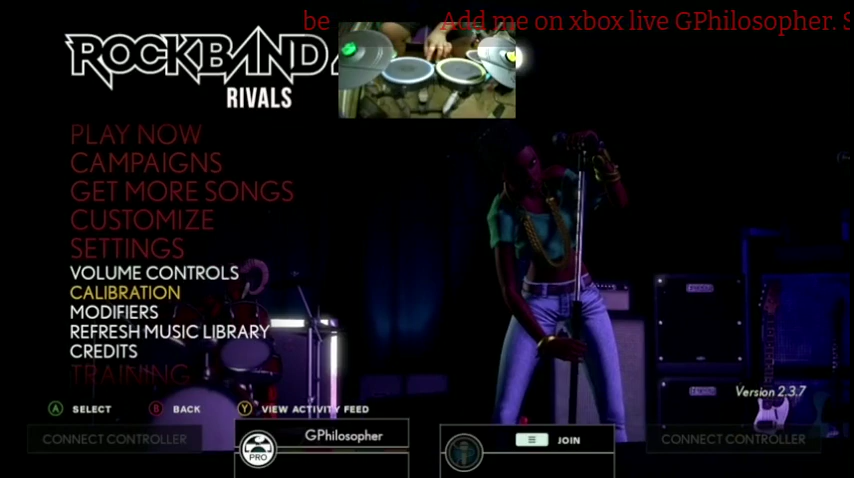 be Add me on xbox live GPhilosopher. S
ROCKBAND 4
RIVALS
PLAY NOW
CAMPAIGNS
GET MORE SONGS
CUSTOMIZE
SETTINGS
VOLUME CONTROLS
CALIBRATION
MODIFIERS
REFRESH MUSIC LIBRARY
CREDITS
TRAINING
Version 2.3.7
A SELECT B BACK Y VIEW ACTIVITY FEED
CONNECT CONTROLLER
GPhilosopher
PRO
JOIN
CONNECT CONTROLLER